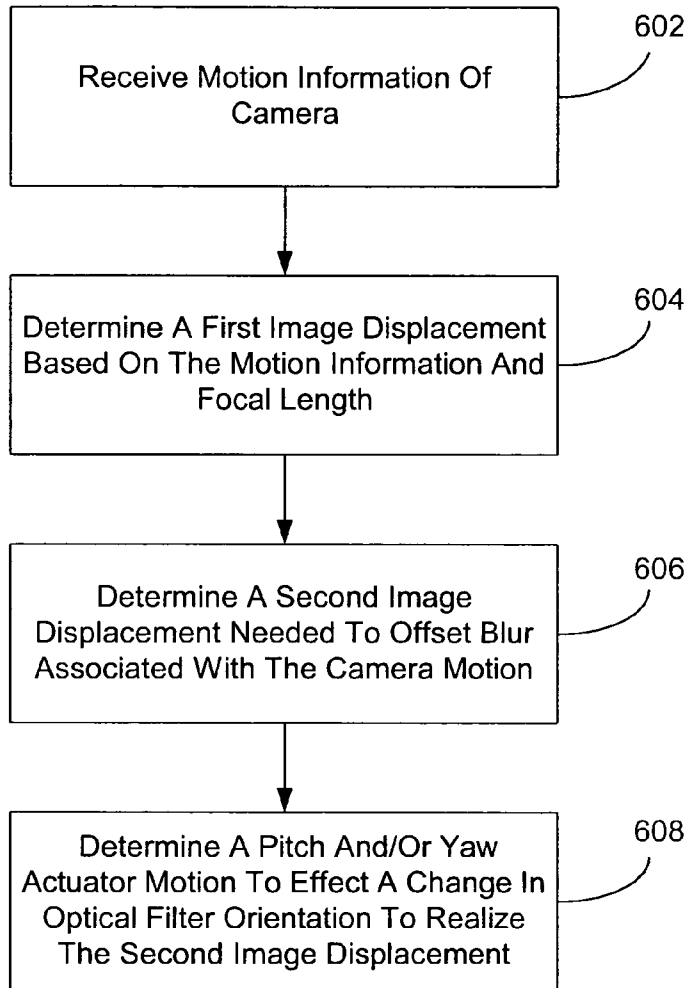 602
Receive Motion Information Of
Camera
604
Determine A First Image Displacement
Based On The Motion Information And
Focal Length
606
Determine A Second Image
Displacement Needed To Offset Blur
Associated With The Camera Motion
608
Determine A Pitch And/Or Yaw
Actuator Motion To Effect A Change In
Optical Filter Orientation To Realize
The Second Image Displacement